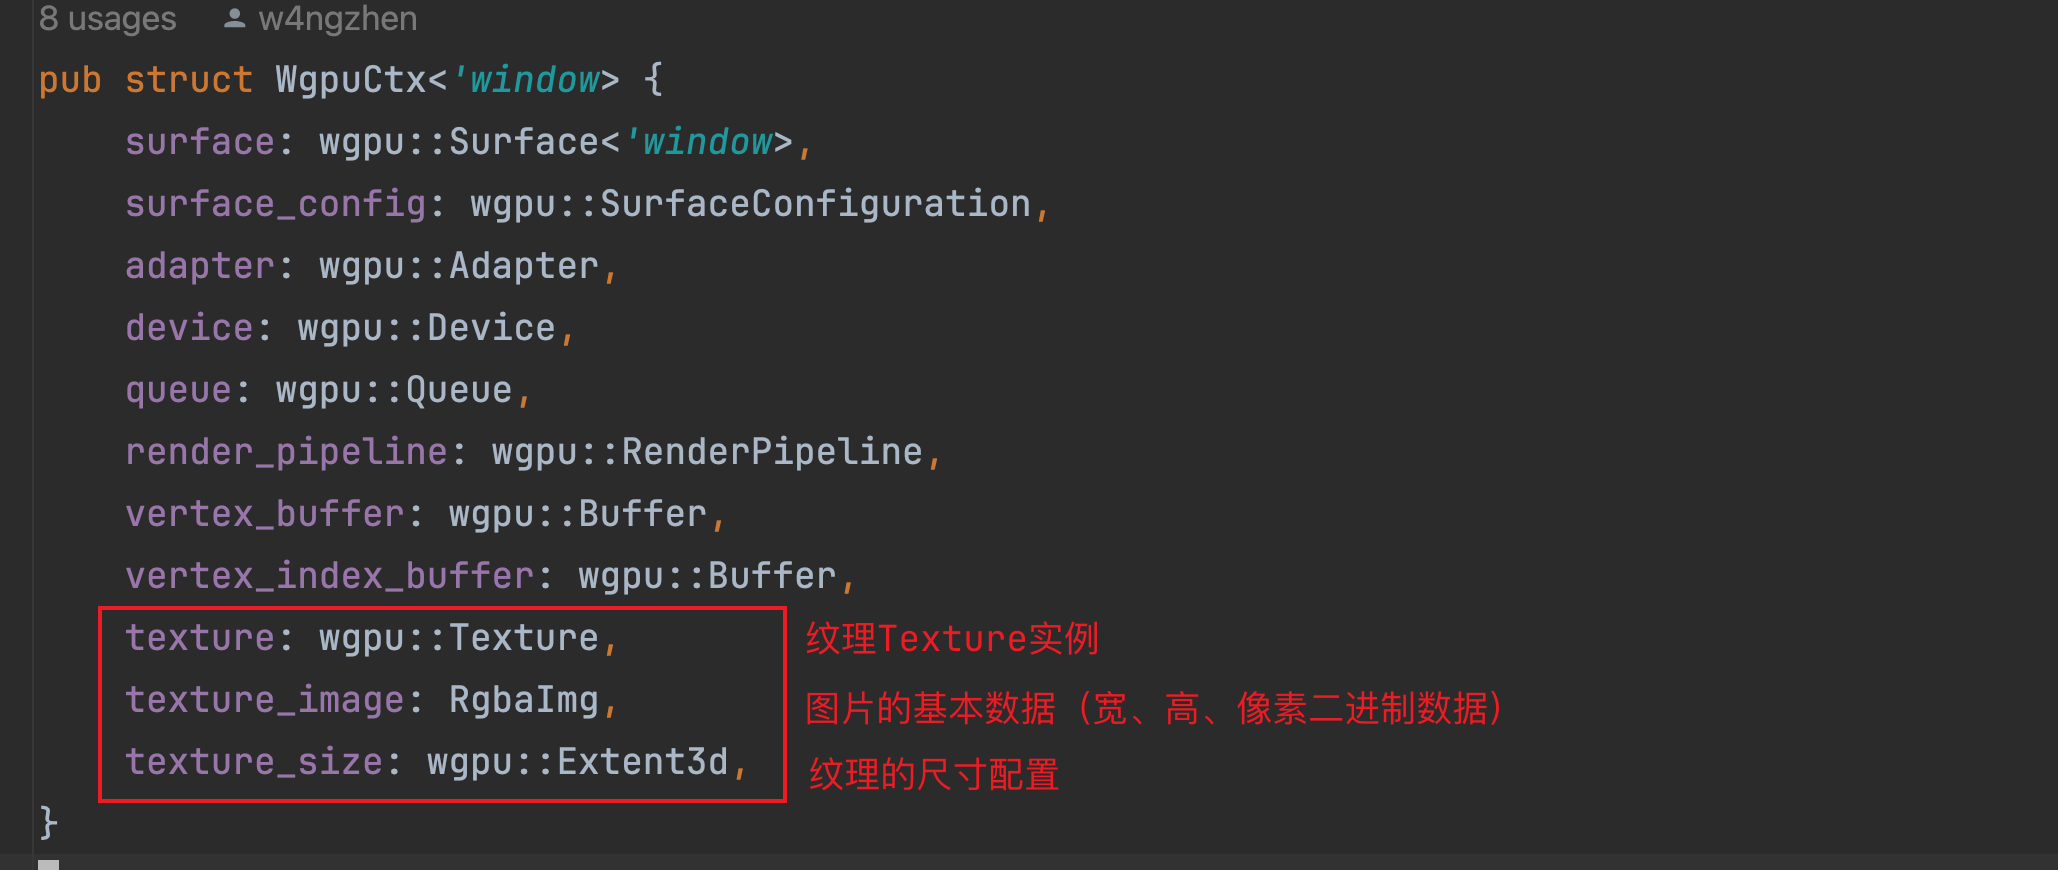 8 usages w4ngzhen
pub struct WgpuCtx<'window> {
surface: wgpu::Surface<'window>,
surface_config: wgpu::SurfaceConfiguration,
adapter: wgpu::Adapter,
device: wgpu::Device,
queue: wgpu::Queue,
render_pipeline: wgpu::RenderPipeline,
vertex_buffer: wgpu::Buffer,
vertex_index_buffer: wgpu::Buffer,
texture: wgpu::Texture, 纹理Texture实例
texture_image: RgbaImg, 图片的基本数据（宽、高、像素二进制数据）
texture_size: wgpu::Extent3d, 纹理的尺寸配置
}